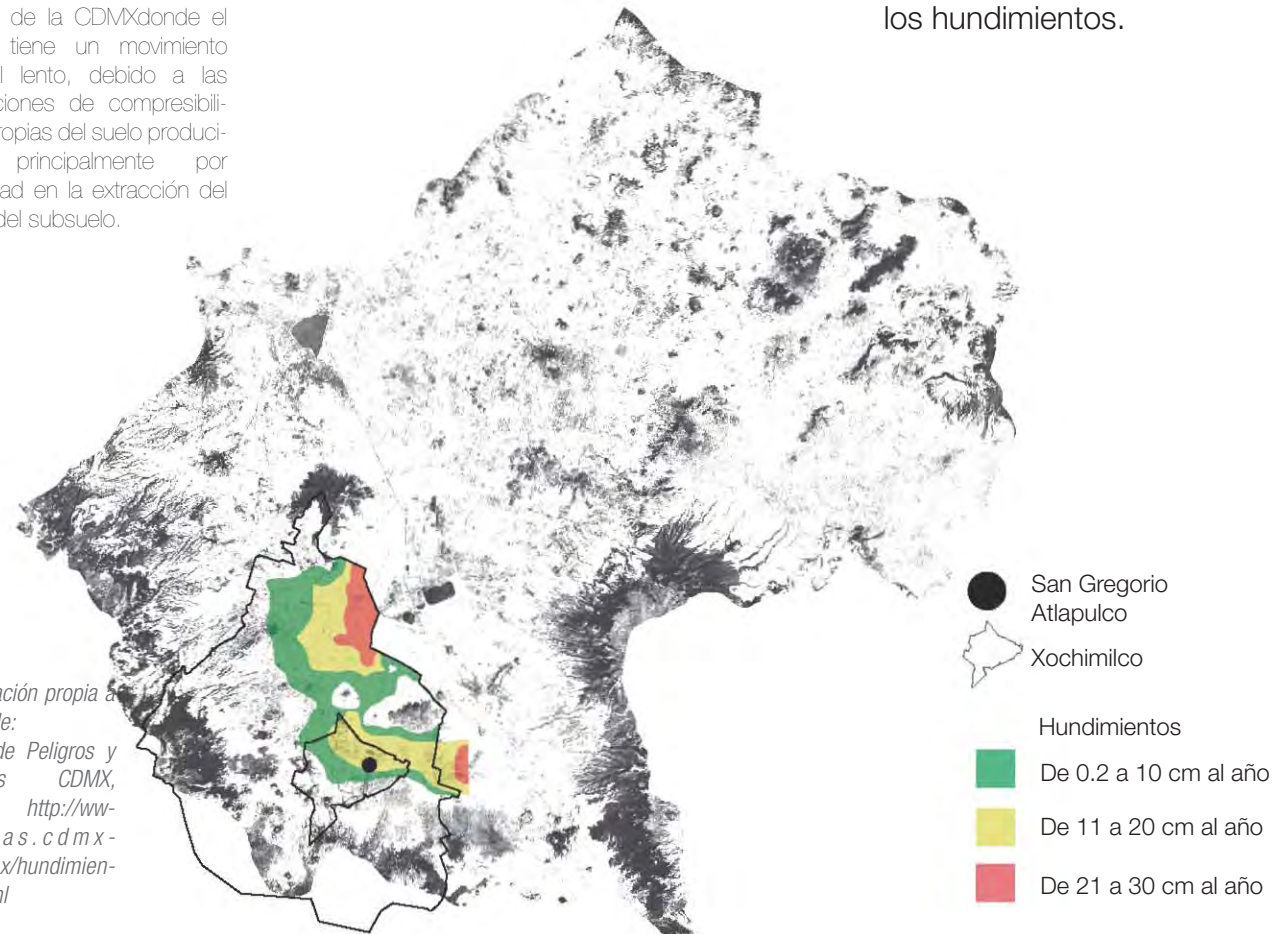 de la CDMXdonde el
tiene un movimiento
lento, debido a las
ciones de compresibili-
ropias del suelo produci-
principalmente por
ad en la extracción del
del subsuelo.
los hundimientos.
San Gregorio
Atlapulco
Xochimilco
Hundimientos
De 0.2 a 10 cm al año
De 11 a 20 cm al año
De 21 a 30 cm al año
ación propia a
de:
de Peligros y
s CDMX,
http://ww-
as.cdmx-
x/hundimien-
ml